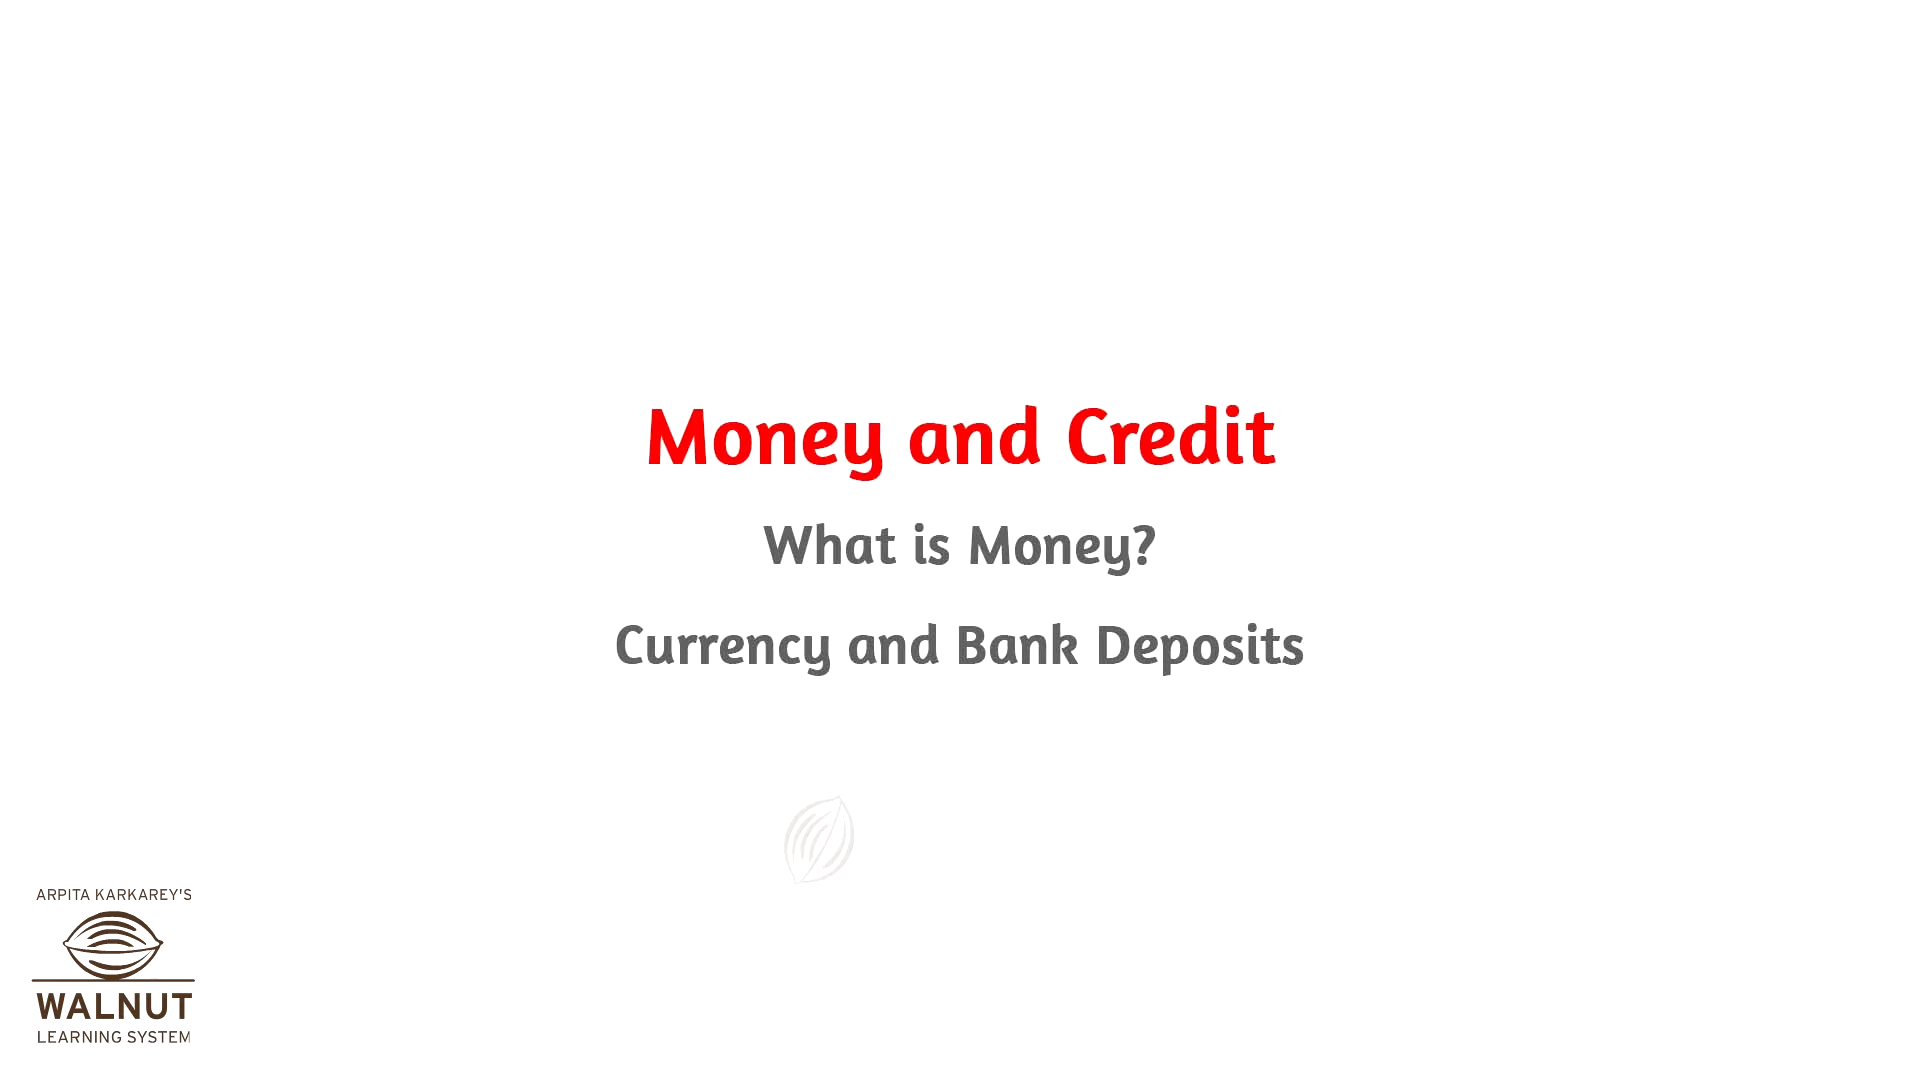 Money and Credit
What is Money?
Currency and Bank Deposits
ARPITA KARKAREY'S
WALNUT
LEARNING SYSTEM